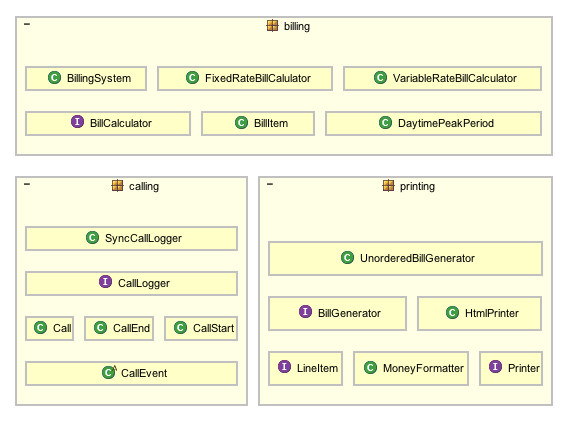 billing
BillingSystem
FixedRateBillCalulator
VariableRateBillCalculator
BillCalculator
BillItem
DaytimePeakPeriod
calling
SyncCallLogger
CallLogger
Call
CallEnd
CallStart
CallEvent
printing
UnorderedBillGenerator
BillGenerator
HtmlPrinter
LineItem
MoneyFormatter
Printer